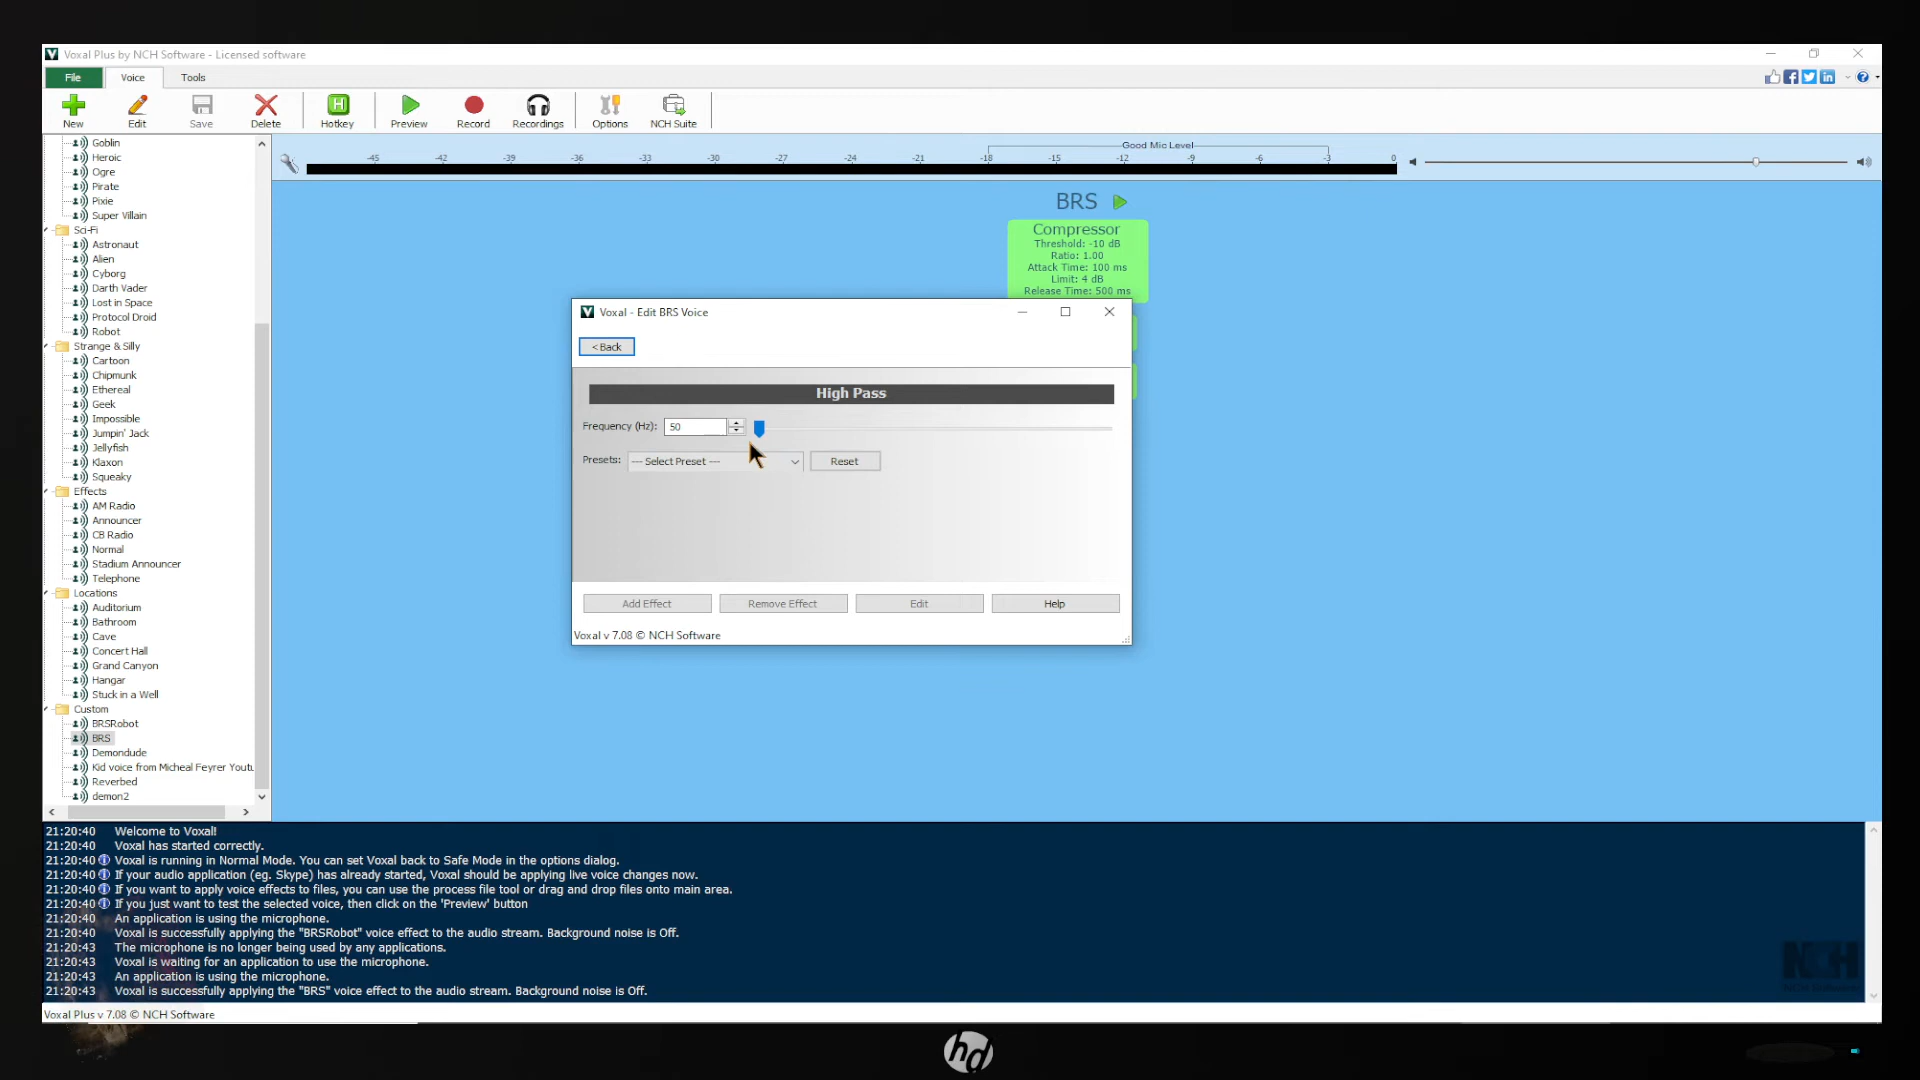 Voxal Plus by NCH Software - Licensed software
File
Voice
Tools
New
Edit
Save
Delete
Hotkey
Preview
Record
Recordings
Options
NCH Suite
Goblin
Heroic
Ogre
Pirate
Pixie
Super Villain
Sci-Fi
Astronaut
Alien
Cyborg
Darth Vader
Lost in Space
Protocol Droid
Robot
Strange & Silly
Cartoon
Chipmunk
Ethereal
Geek
Impossible
Jumpin' Jack
Jellyfish
Klaxon
Squeaky
Effects
AM Radio
Announcer
CB Radio
Normal
Stadium Announcer
Telephone
Locations
Auditorium
Bathroom
Cave
Concert Hall
Grand Canyon
Hangar
Stuck in a Well
Custom
BRSRobot
BRS
Demondude
Kid voice from Micheal Feyrer Yout
Reverbed
demon2
Good Mic Level
-45 -42 -39 -36 -33 -30 -27 -24 -21 -18 -15 -12 -9 -6 -3 0
BRS
Compressor
Threshold: -10 dB
Ratio: 1.00
Attack Time: 100 ms
Limit: 4 dB
Release Time: 500 ms
Voxal - Edit BRS Voice
< Back
High Pass
Frequency (Hz): 50
Presets: --- Select Preset --- Reset
Add Effect
Remove Effect
Edit
Help
Voxal v 7.08 © NCH Software
21:20:40 Welcome to Voxal!
21:20:40 Voxal has started correctly.
21:20:40 Voxal is running in Normal Mode. You can set Voxal back to Safe Mode in the options dialog.
21:20:40 If your audio application (eg. Skype) has already started, Voxal should be applying live voice changes now.
21:20:40 If you want to apply voice effects to files, you can use the process file tool or drag and drop files onto main area.
21:20:40 If you just want to test the selected voice, then click on the 'Preview' button
21:20:40 An application is using the microphone.
21:20:40 Voxal is successfully applying the "BRSRobot" voice effect to the audio stream. Background noise is Off.
21:20:43 The microphone is no longer being used by any applications.
21:20:43 Voxal is waiting for an application to use the microphone.
21:20:43 An application is using the microphone.
21:20:43 Voxal is successfully applying the "BRS" voice effect to the audio stream. Background noise is Off.
NCH
Voxal Plus v 7.08 © NCH Software
hp